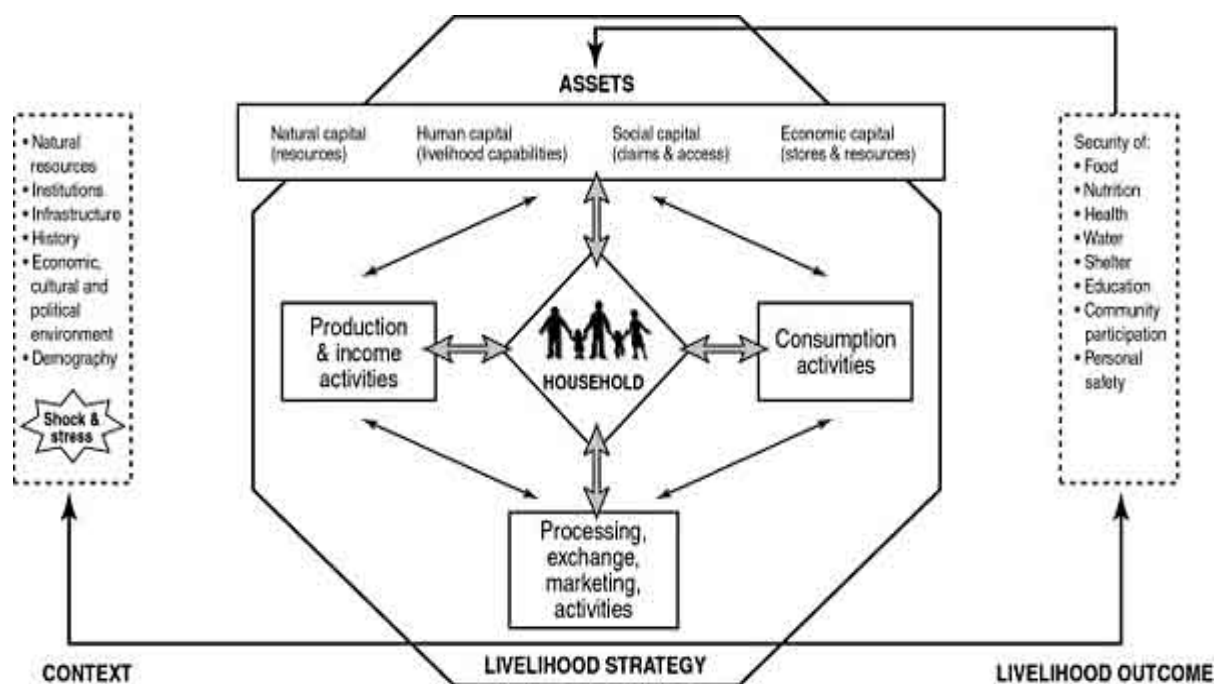 ASSETS
Natural capital
(resources)
Human capital
(livelihood capabilities)
Social capital
(claims & access)
Economic capital
(stores & resources)
• Natural
resources
• Institutions
• Infrastructure
• History
• Economic,
cultural and
political
environment
• Demography
Shock &
stress
Production
& income
activities
HOUSEHOLD
Consumption
activities
Processing,
exchange,
marketing,
activities
Security of:
• Food
• Nutrition
• Health
• Water
• Shelter
• Education
• Community
participation
• Personal
safety
CONTEXT
LIVELIHOOD STRATEGY
LIVELIHOOD OUTCOME